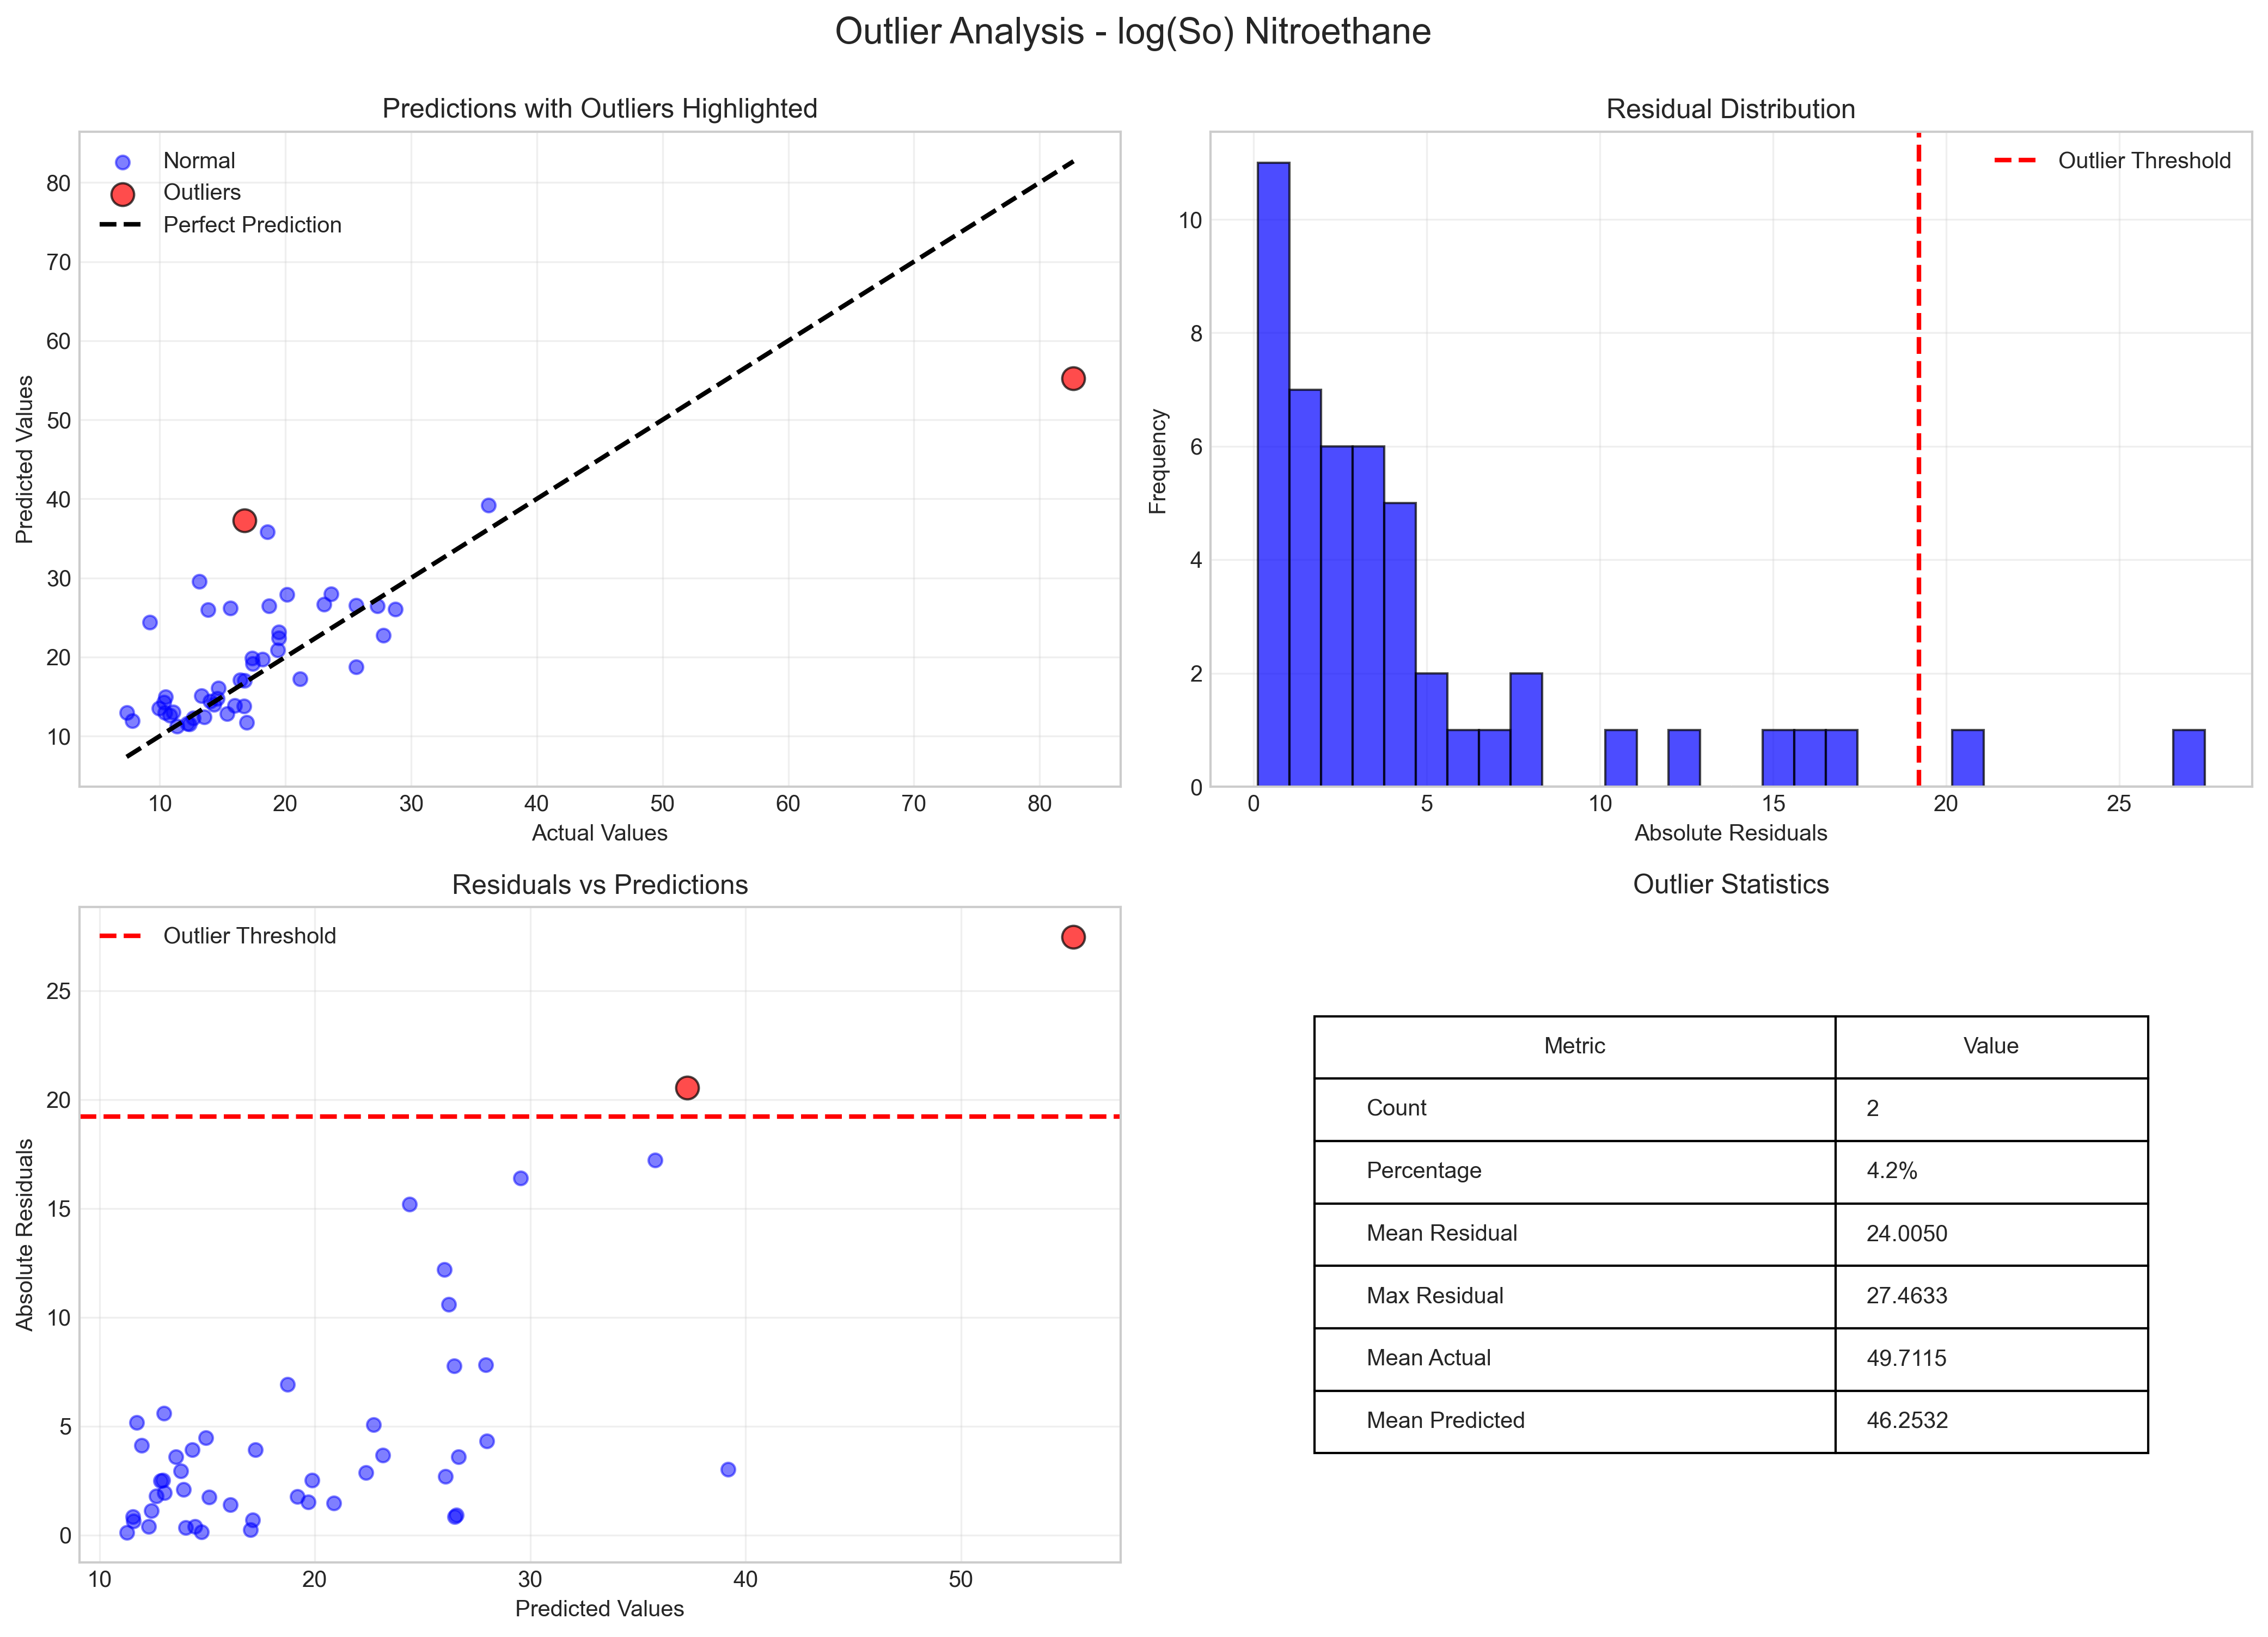 Outlier Analysis - log(So) Nitroethane
Predictions with Outliers Highlighted
Normal
Outliers
Perfect Prediction
80
70
60
50
40
30
20
10
Predicted Values
10 20 30 40 50 60 70 80
Actual Values
Residual Distribution
Outlier Threshold
10
8
6
4
2
0
Frequency
0 5 10 15 20 25
Absolute Residuals
Residuals vs Predictions
Outlier Threshold
25
20
15
10
5
0
Absolute Residuals
10 20 30 40 50
Predicted Values
Outlier Statistics
Metric Value
Count 2
Percentage 4.2%
Mean Residual 24.0050
Max Residual 27.4633
Mean Actual 49.7115
Mean Predicted 46.2532